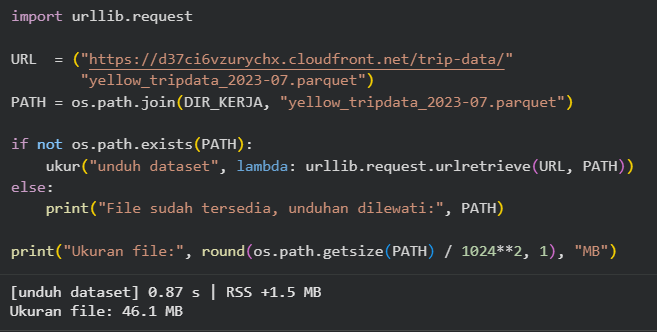 import urllib.request
URL  = ("https://d37ci6vzurychx.cloudfront.net/trip-data/"
        "yellow_tripdata_2023-07.parquet")
PATH = os.path.join(DIR_KERJA, "yellow_tripdata_2023-07.parquet")
if not os.path.exists(PATH):
    ukur("unduh dataset", lambda: urllib.request.urlretrieve(URL, PATH))
else:
    print("File sudah tersedia, unduhan dilewati:", PATH)
print("Ukuran file:", round(os.path.getsize(PATH) / 1024**2, 1), "MB")
[unduh dataset] 0.87 s | RSS +1.5 MB
Ukuran file: 46.1 MB